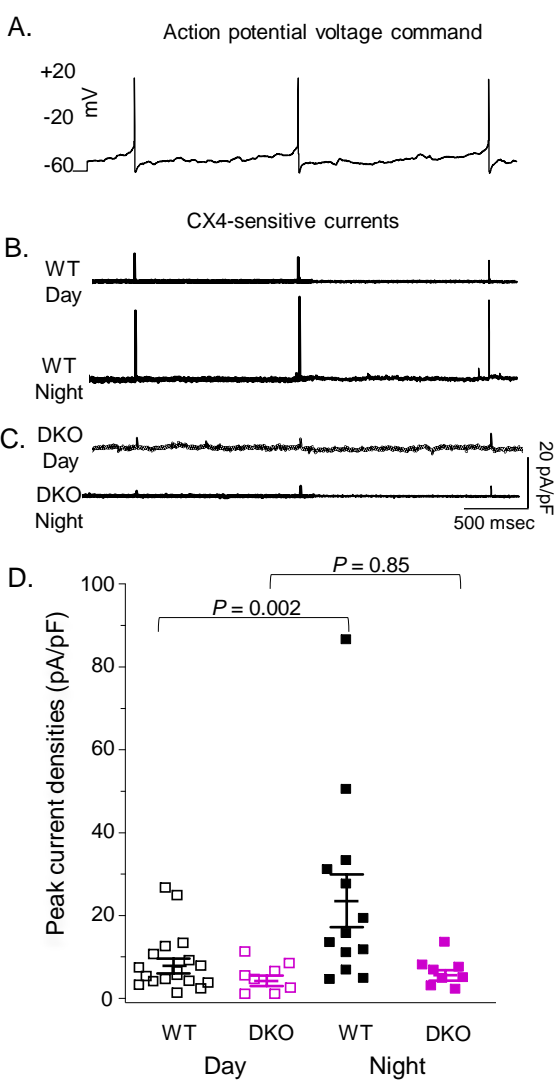 A.
Action potential voltage command
+20
-20
-60
mV
CX4-sensitive currents
B.
WT
Day
WT
Night
C.
DKO
Day
DKO
Night
20 pA/pF
500 msec
D.
P = 0.85
P = 0.002
Peak current densities (pA/pF)
100
80
60
40
20
0
WT DKO WT DKO
Day Night